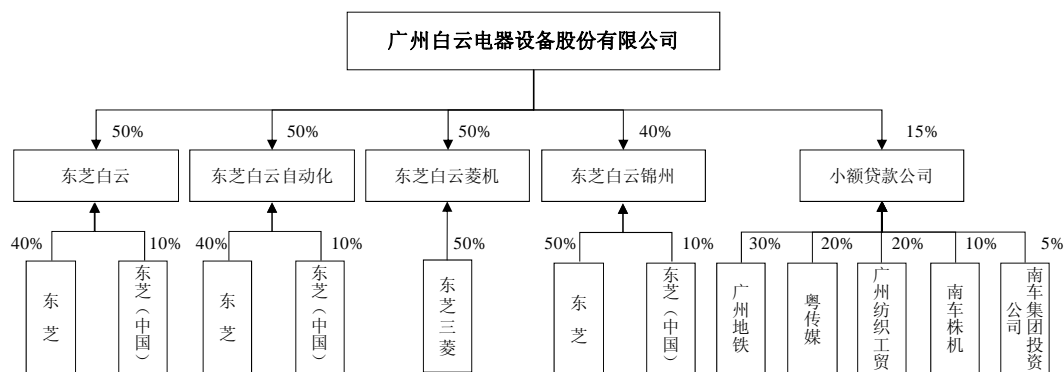 广州白云电器设备股份有限公司
50%
50%
50%
40%
15%
东芝白云
东芝白云自动化
东芝白云菱机
东芝白云锦州
小额贷款公司
40%
10%
40%
10%
50%
50%
10%
30%
20%
20%
10%
5%
东芝
东芝（中国）
东芝
东芝（中国）
东芝三菱
东芝
东芝（中国）
广州地铁
粤传媒
广州纺织工贸
南车株机
南车集团投资
公司